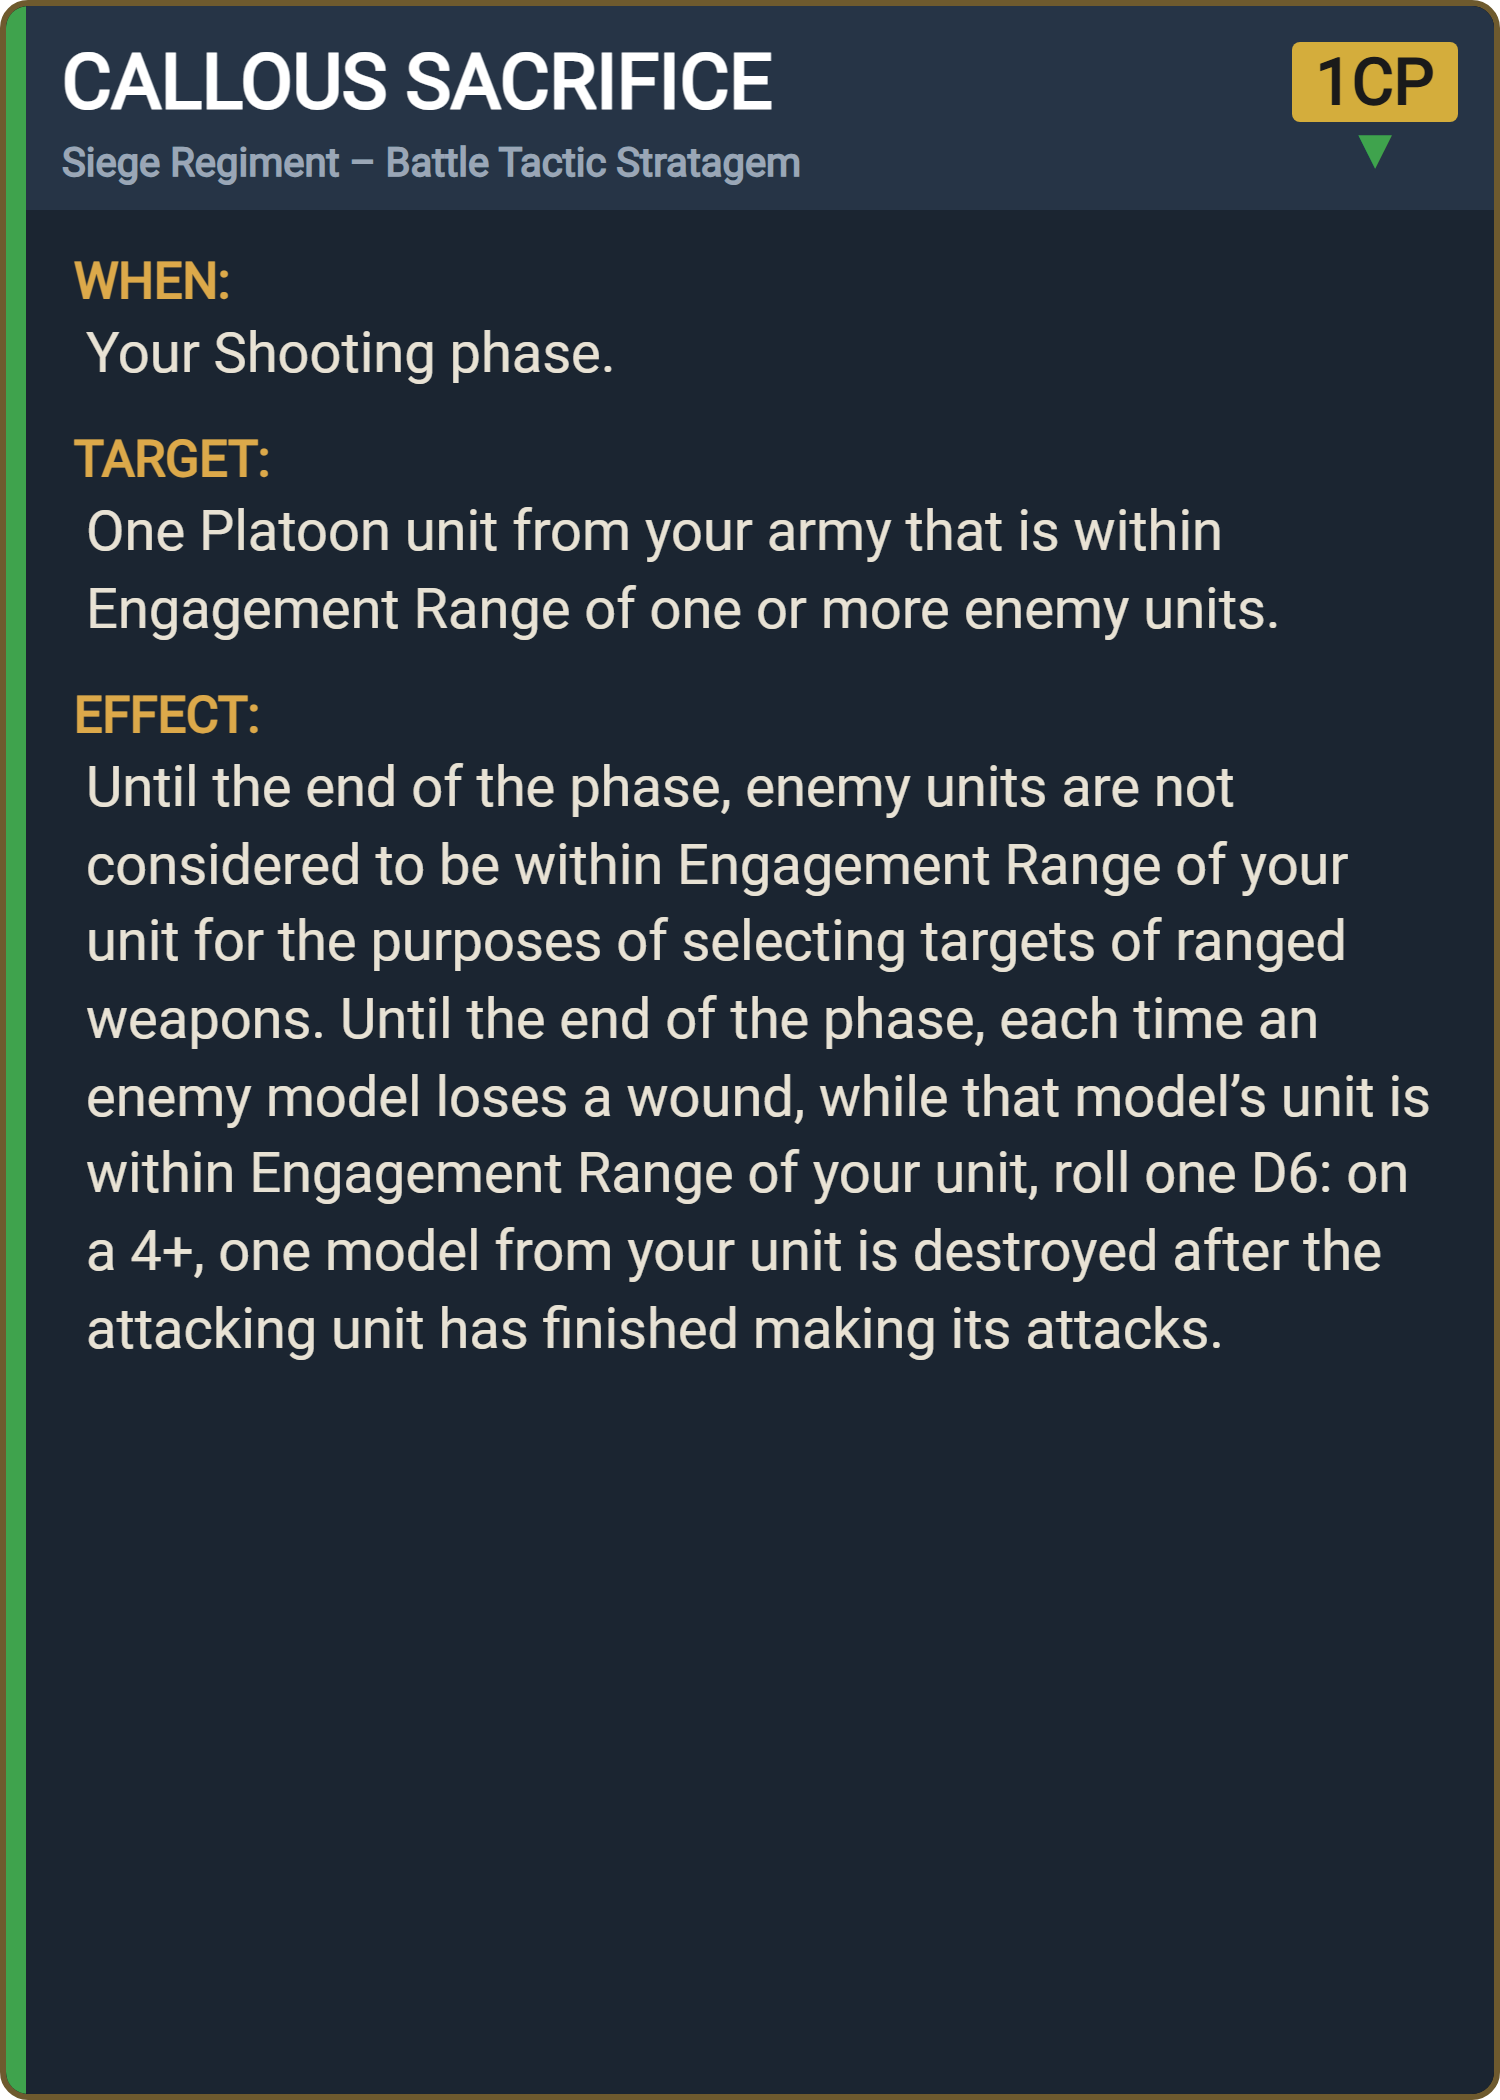 CALLOUS SACRIFICE
1CP
Siege Regiment – Battle Tactic Stratagem
WHEN:
Your Shooting phase.
TARGET:
One Platoon unit from your army that is within
Engagement Range of one or more enemy units.
EFFECT:
Until the end of the phase, enemy units are not
considered to be within Engagement Range of your
unit for the purposes of selecting targets of ranged
weapons. Until the end of the phase, each time an
enemy model loses a wound, while that model’s unit is
within Engagement Range of your unit, roll one D6: on
a 4+, one model from your unit is destroyed after the
attacking unit has finished making its attacks.